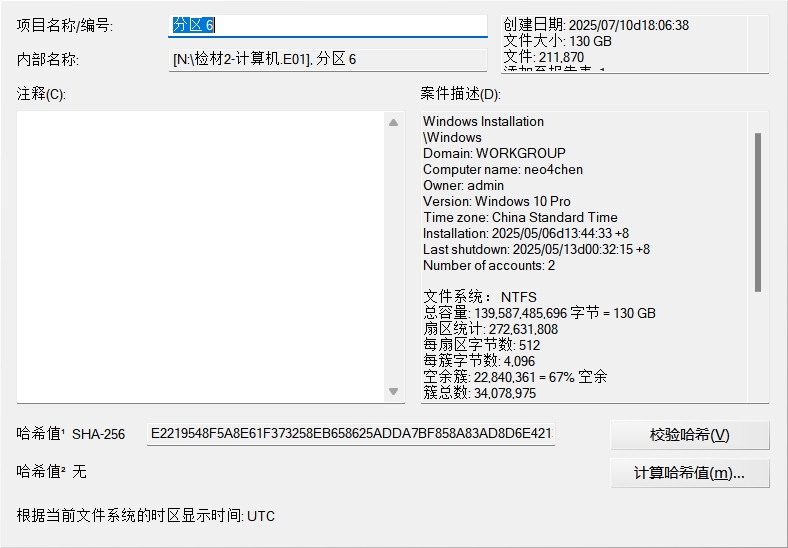 项目名称/编号:
分区 6
内部名称:
[N:\检材2-计算机.E01], 分区 6
创建日期: 2025/07/10d18:06:38
文件大小: 130 GB
文件: 211,870
添加至报告表: 1
注释(C):
案件描述(D):
Windows Installation
\Windows
Domain: WORKGROUP
Computer name: neo4chen
Owner: admin
Version: Windows 10 Pro
Time zone: China Standard Time
Installation: 2025/05/06d13:44:33 +8
Last shutdown: 2025/05/13d00:32:15 +8
Number of accounts: 2
文件系统： NTFS
总容量: 139,587,485,696 字节 = 130 GB
扇区统计: 272,631,808
每扇区字节数: 512
每簇字节数: 4,096
空余簇: 22,840,361 = 67% 空余
簇总数: 34,078,975
哈希值¹ SHA-256
E2219548F5A8E61F373258EB658625ADDA7BF858A83AD8D6E421
校验哈希(V)
哈希值² 无
计算哈希值(m)...
根据当前文件系统的时区显示时间: UTC